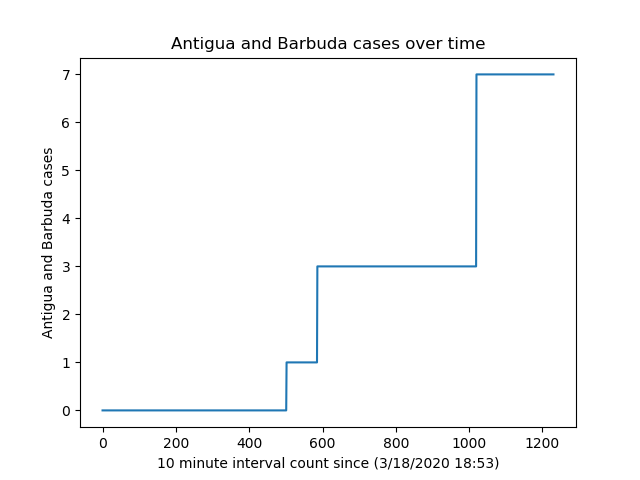 Antigua and Barbuda cases over time
7
6
5
4
3
2
1
0
Antigua and Barbuda cases
0 200 400 600 800 1000 1200
10 minute interval count since (3/18/2020 18:53)